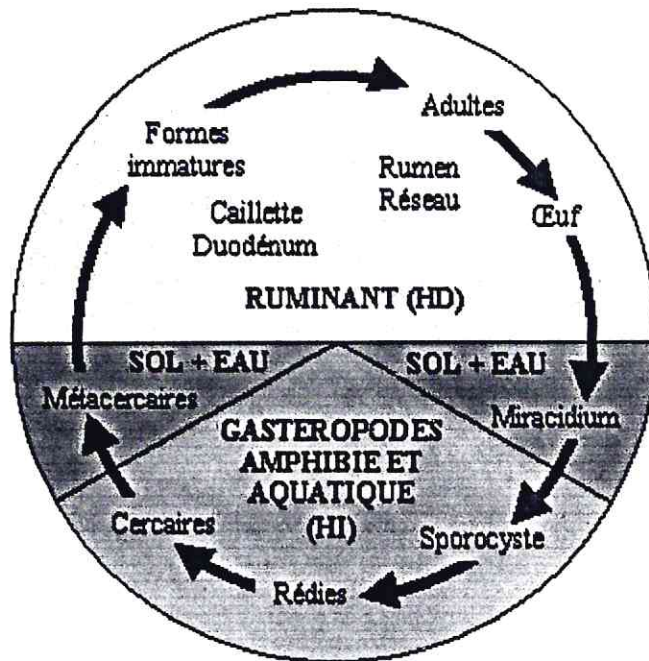 Adultes
Formes
immatures
Rumen
Réseau
Caillette
Duodénum
Œuf
RUMINANT (HD)
SOL + EAU
SOL + EAU
Métacercaires
Miracidium
GASTEROPODES
AMPHIBIE ET
AQUATIQUE
(HI)
Cercaires
Sporocyste
Rédies